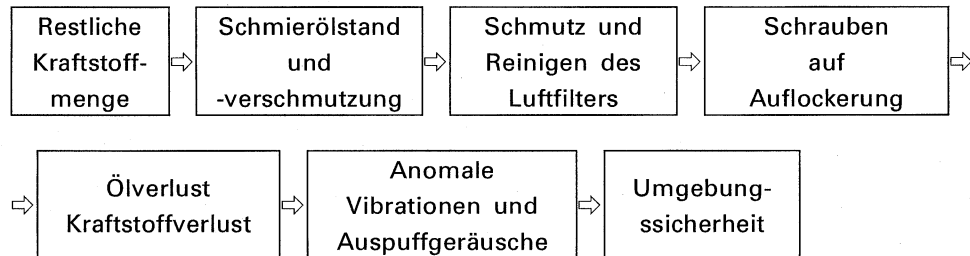 Restliche
Kraftstoff-
menge
Schmierölstand
und
-verschmutzung
Schmutz und
Reinigen des
Luftfilters
Schrauben
auf
Auflockerung
Ölverlust
Kraftstoffverlust
Anomale
Vibrationen und
Auspuffgeräusche
Umgebung-
ssicherheit